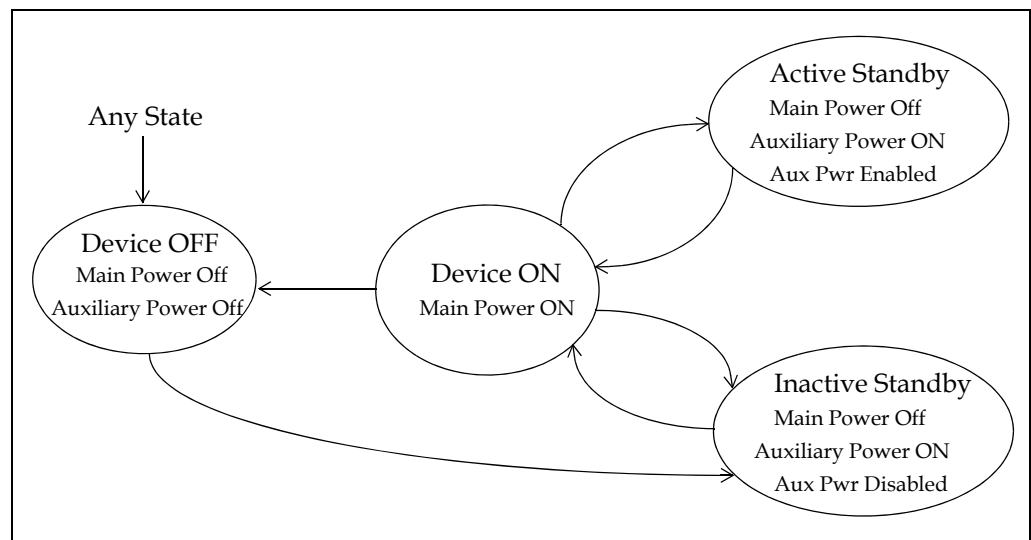 Any State
Device OFF
Main Power Off
Auxiliary Power Off
Device ON
Main Power ON
Active Standby
Main Power Off
Auxiliary Power ON
Aux Pwr Enabled
Inactive Standby
Main Power Off
Auxiliary Power ON
Aux Pwr Disabled